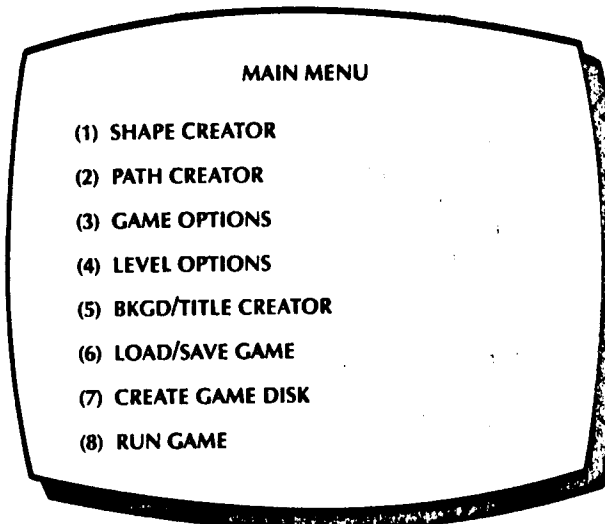 MAIN MENU
(1) SHAPE CREATOR
(2) PATH CREATOR
(3) GAME OPTIONS
(4) LEVEL OPTIONS
(5) BKGD/TITLE CREATOR
(6) LOAD/SAVE GAME
(7) CREATE GAME DISK
(8) RUN GAME